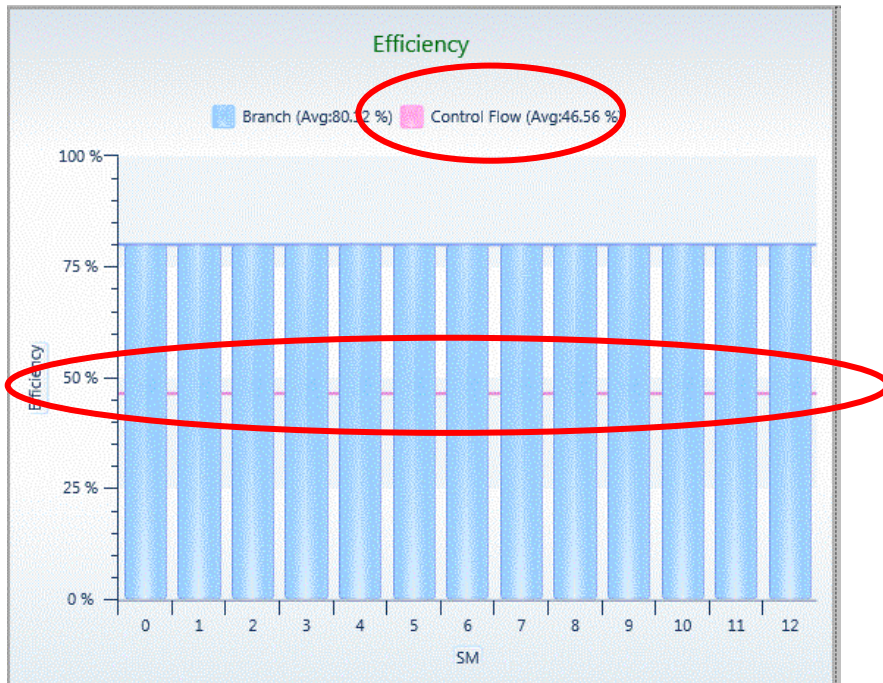 Efficiency
Branch (Avg:80.12 %) Control Flow (Avg:46.56 %)
100 %
75 %
50 %
25 %
0 %
Efficiency
0 1 2 3 4 5 6 7 8 9 10 11 12
SM